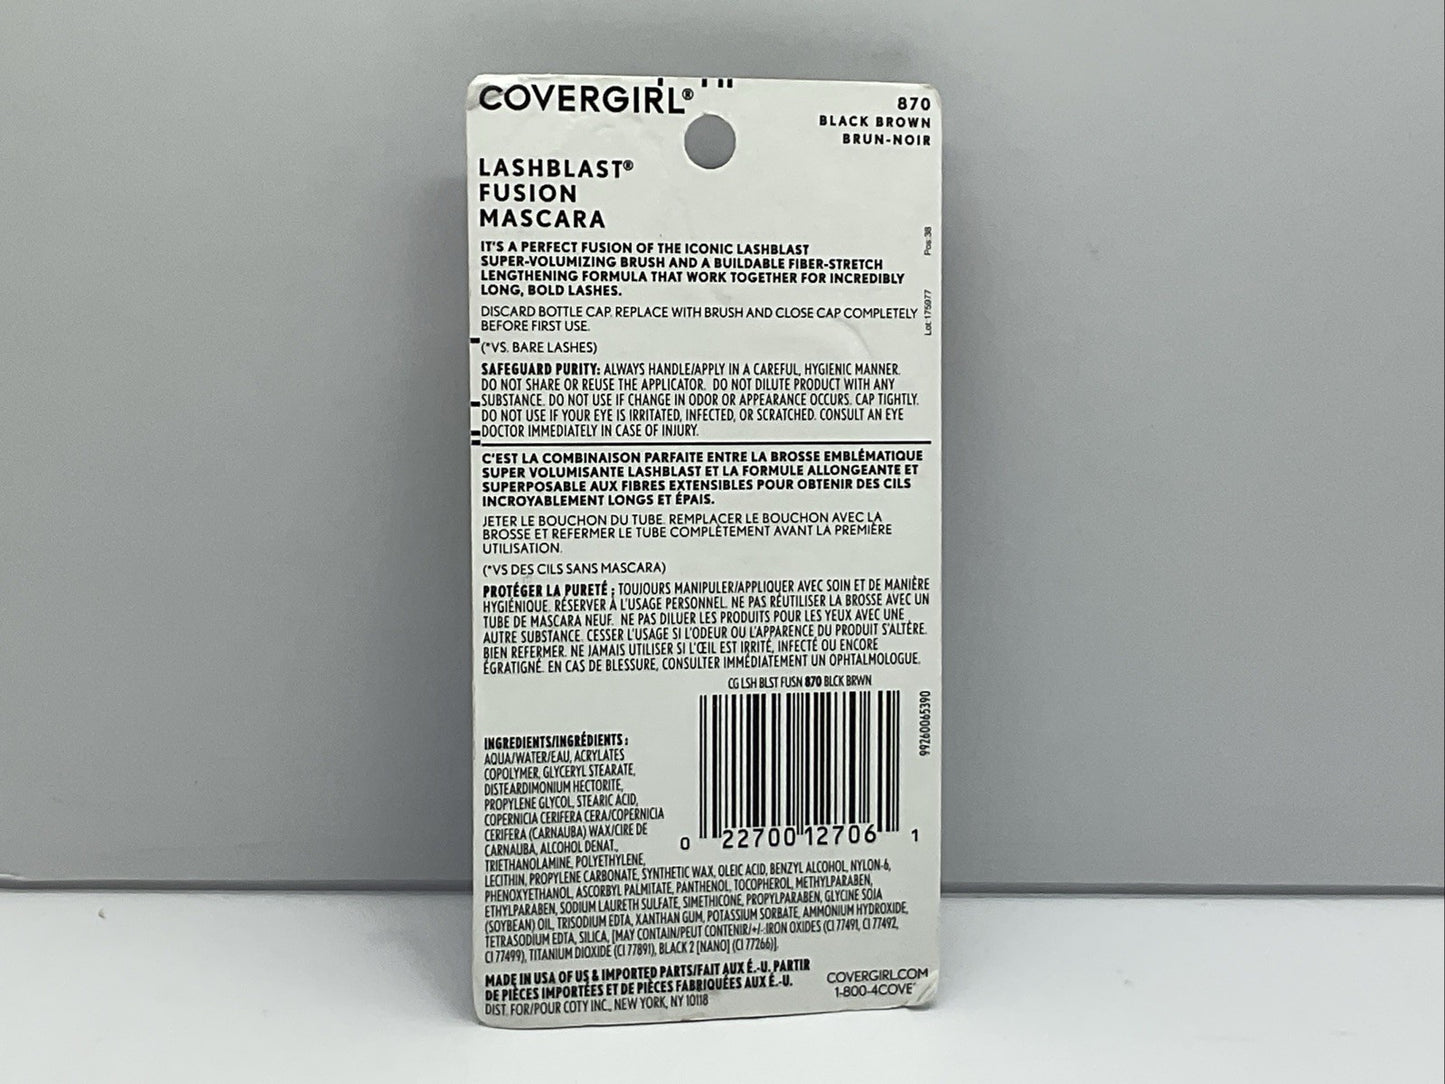 COVERGIRL®
870
BLACK BROWN
BRUN-NOIR
LASHBLAST®
FUSION
MASCARA
IT'S A PERFECT FUSION OF THE ICONIC LASHBLAST
SUPER-VOLUMIZING BRUSH AND A BUILDABLE FIBER-STRETCH
LENGTHENING FORMULA THAT WORK TOGETHER FOR INCREDIBLY
LONG, BOLD LASHES.
DISCARD BOTTLE CAP. REPLACE WITH BRUSH AND CLOSE CAP COMPLETELY
BEFORE FIRST USE.
(*VS. BARE LASHES)
Pos:38
Lot:175977
SAFEGUARD PURITY: ALWAYS HANDLE/APPLY IN A CAREFUL, HYGIENIC MANNER.
DO NOT SHARE OR REUSE THE APPLICATOR. DO NOT DILUTE PRODUCT WITH ANY
SUBSTANCE. DO NOT USE IF CHANGE IN ODOR OR APPEARANCE OCCURS. CAP TIGHTLY.
DO NOT USE IF YOUR EYE IS IRRITATED, INFECTED, OR SCRATCHED. CONSULT AN EYE
DOCTOR IMMEDIATELY IN CASE OF INJURY.
C'EST LA COMBINAISON PARFAITE ENTRE LA BROSSE EMBLÉMATIQUE
SUPER VOLUMISANTE LASHBLAST ET LA FORMULE ALLONGEANTE ET
SUPERPOSABLE AUX FIBRES EXTENSIBLES POUR OBTENIR DES CILS
INCROYABLEMENT LONGS ET ÉPAIS.
JETER LE BOUCHON DU TUBE. REMPLACER LE BOUCHON AVEC LA
BROSSE ET REFERMER LE TUBE COMPLÈTEMENT AVANT LA PREMIÈRE
UTILISATION.
(*VS DES CILS SANS MASCARA)
PROTÉGER LA PURETÉ : TOUJOURS MANIPULER/APPLIQUER AVEC SOIN ET DE MANIÈRE
HYGIÉNIQUE. RÉSERVER À L'USAGE PERSONNEL. NE PAS RÉUTILISER LA BROSSE AVEC UN
TUBE DE MASCARA NEUF. NE PAS DILUER LES PRODUITS POUR LES YEUX AVEC UNE
AUTRE SUBSTANCE. CESSER L'USAGE SI L'ODEUR OU L'APPARENCE DU PRODUIT S'ALTÈRE.
BIEN REFERMER. NE JAMAIS UTILISER SI L'ŒIL EST IRRITÉ, INFECTÉ OU ENCORE
ÉGRATIGNÉ. EN CAS DE BLESSURE, CONSULTER IMMÉDIATEMENT UN OPHTALMOLOGUE.
CG LSH BLST FUSN 870 BLCK BRWN
99260065390
0 22700 12706 1
INGREDIENTS/INGRÉDIENTS :
AQUA/WATER/EAU, ACRYLATES
COPOLYMER, GLYCERYL STEARATE,
DISTEARDIMONIUM HECTORITE,
PROPYLENE GLYCOL, STEARIC ACID,
COPERNICIA CERIFERA CERA/COPERNICIA
CERIFERA (CARNAUBA) WAX/CIRE DE
CARNAUBA, ALCOHOL DENAT.,
TRIETHANOLAMINE, POLYETHYLENE,
LECITHIN, PROPYLENE CARBONATE, SYNTHETIC WAX, OLEIC ACID, BENZYL ALCOHOL, NYLON-6,
PHENOXYETHANOL, ASCORBYL PALMITATE, PANTHENOL, TOCOPHEROL, METHYLPARABEN,
ETHYLPARABEN, SODIUM LAURETH SULFATE, SIMETHICONE, PROPYLPARABEN, GLYCINE SOJA
(SOYBEAN) OIL, TRISODIUM EDTA, XANTHAN GUM, POTASSIUM SORBATE, AMMONIUM HYDROXIDE,
TETRASODIUM EDTA, SILICA, [MAY CONTAIN/PEUT CONTENIR/+/-:IRON OXIDES (CI 77491, CI 77492,
CI 77499), TITANIUM DIOXIDE (CI 77891), BLACK 2 [NANO] (CI 77266)].
MADE IN USA OF US & IMPORTED PARTS/FAIT AUX É.-U. PARTIR
DE PIÈCES IMPORTÉES ET DE PIÈCES FABRIQUÉES AUX É.-U.
DIST. FOR/POUR COTY INC., NEW YORK, NY 10118
COVERGIRL.COM
1-800-4COVE